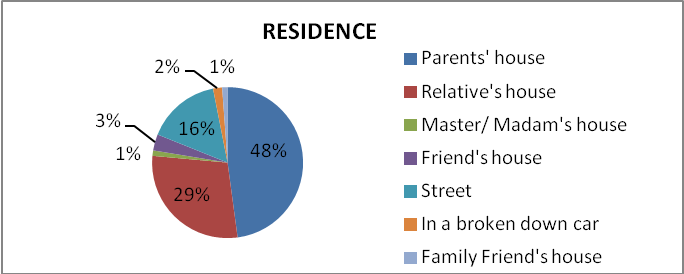 RESIDENCE
2%
1%
3%
1%
16%
48%
29%
Parents' house
Relative's house
Master/ Madam's house
Friend's house
Street
In a broken down car
Family Friend's house